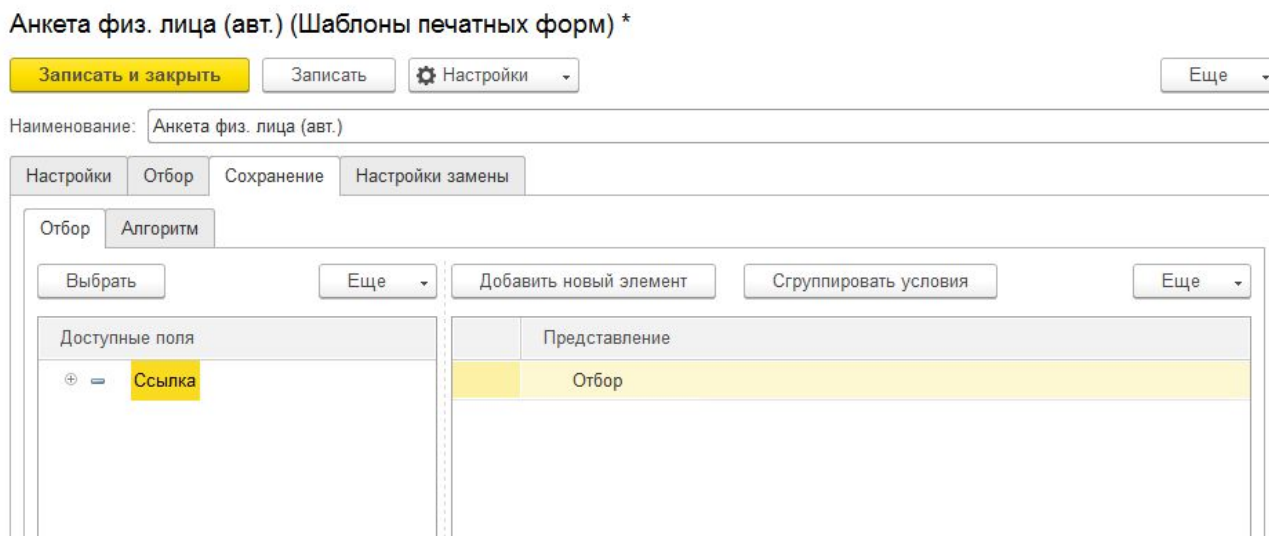 Анкета физ. лица (авт.) (Шаблоны печатных форм) *
Записать и закрыть Записать Настройки Еще
Наименование: Анкета физ. лица (авт.)
Настройки Отбор Сохранение Настройки замены
Отбор Алгоритм
Выбрать Еще Добавить новый элемент Сгруппировать условия Еще
Доступные поля Представление
Ссылка Отбор